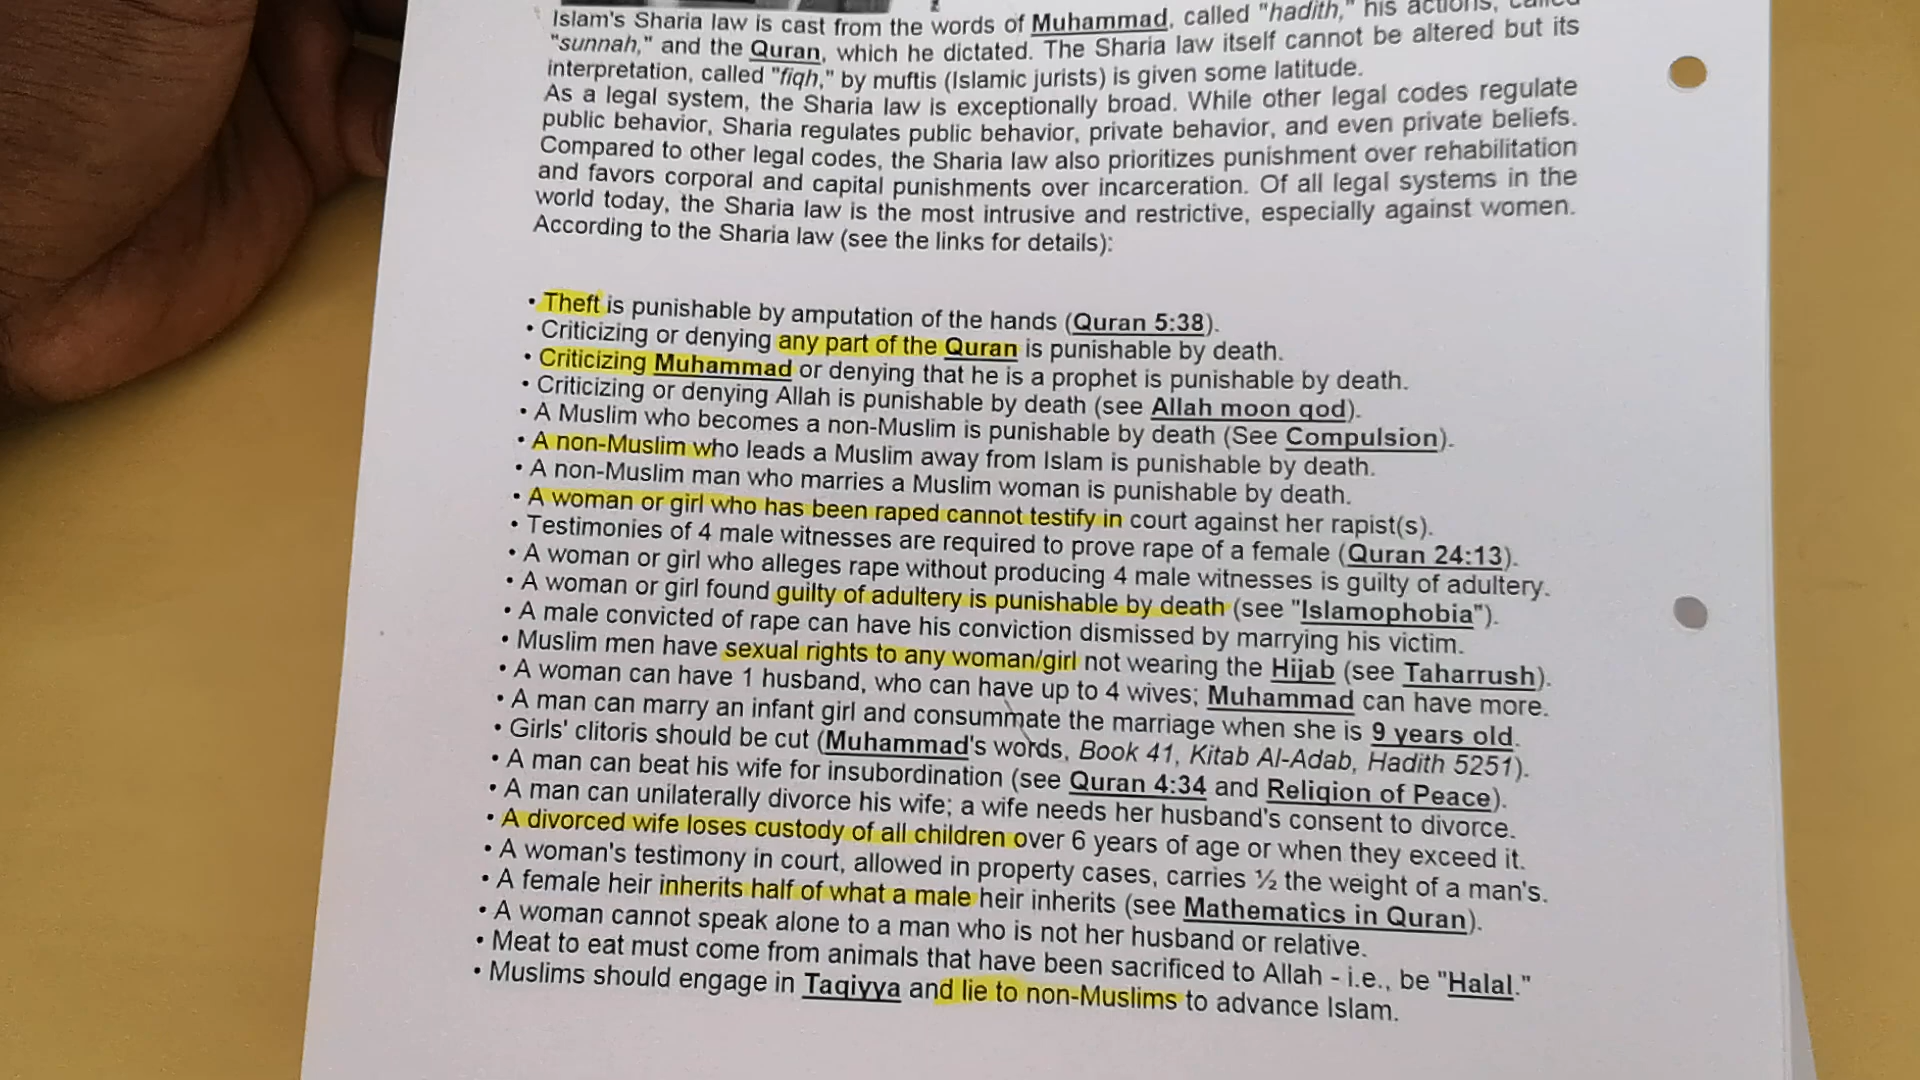 Islam's Sharia law is cast from the words of Muhammad, called "hadith," his actions, called
"sunnah," and the Quran, which he dictated. The Sharia law itself cannot be altered but its
interpretation, called "fiqh," by muftis (Islamic jurists) is given some latitude.
As a legal system, the Sharia law is exceptionally broad. While other legal codes regulate
public behavior, Sharia regulates public behavior, private behavior, and even private beliefs.
Compared to other legal codes, the Sharia law also prioritizes punishment over rehabilitation
and favors corporal and capital punishments over incarceration. Of all legal systems in the
world today, the Sharia law is the most intrusive and restrictive, especially against women.
According to the Sharia law (see the links for details):
• Theft is punishable by amputation of the hands (Quran 5:38).
• Criticizing or denying any part of the Quran is punishable by death.
• Criticizing Muhammad or denying that he is a prophet is punishable by death.
• Criticizing or denying Allah is punishable by death (see Allah moon god).
• A Muslim who becomes a non-Muslim is punishable by death (See Compulsion).
• A non-Muslim who leads a Muslim away from Islam is punishable by death.
• A non-Muslim man who marries a Muslim woman is punishable by death.
• A woman or girl who has been raped cannot testify in court against her rapist(s).
• Testimonies of 4 male witnesses are required to prove rape of a female (Quran 24:13).
• A woman or girl who alleges rape without producing 4 male witnesses is guilty of adultery.
• A woman or girl found guilty of adultery is punishable by death (see "Islamophobia").
• A male convicted of rape can have his conviction dismissed by marrying his victim.
• Muslim men have sexual rights to any woman/girl not wearing the Hijab (see Taharrush).
• A woman can have 1 husband, who can have up to 4 wives; Muhammad can have more.
• A man can marry an infant girl and consummate the marriage when she is 9 years old.
• Girls' clitoris should be cut (Muhammad's words, Book 41, Kitab Al-Adab, Hadith 5251).
• A man can beat his wife for insubordination (see Quran 4:34 and Religion of Peace).
• A man can unilaterally divorce his wife; a wife needs her husband's consent to divorce.
• A divorced wife loses custody of all children over 6 years of age or when they exceed it.
• A woman's testimony in court, allowed in property cases, carries ½ the weight of a man's.
• A female heir inherits half of what a male heir inherits (see Mathematics in Quran).
• A woman cannot speak alone to a man who is not her husband or relative.
• Meat to eat must come from animals that have been sacrificed to Allah - i.e., be "Halal."
• Muslims should engage in Taqiyya and lie to non-Muslims to advance Islam.